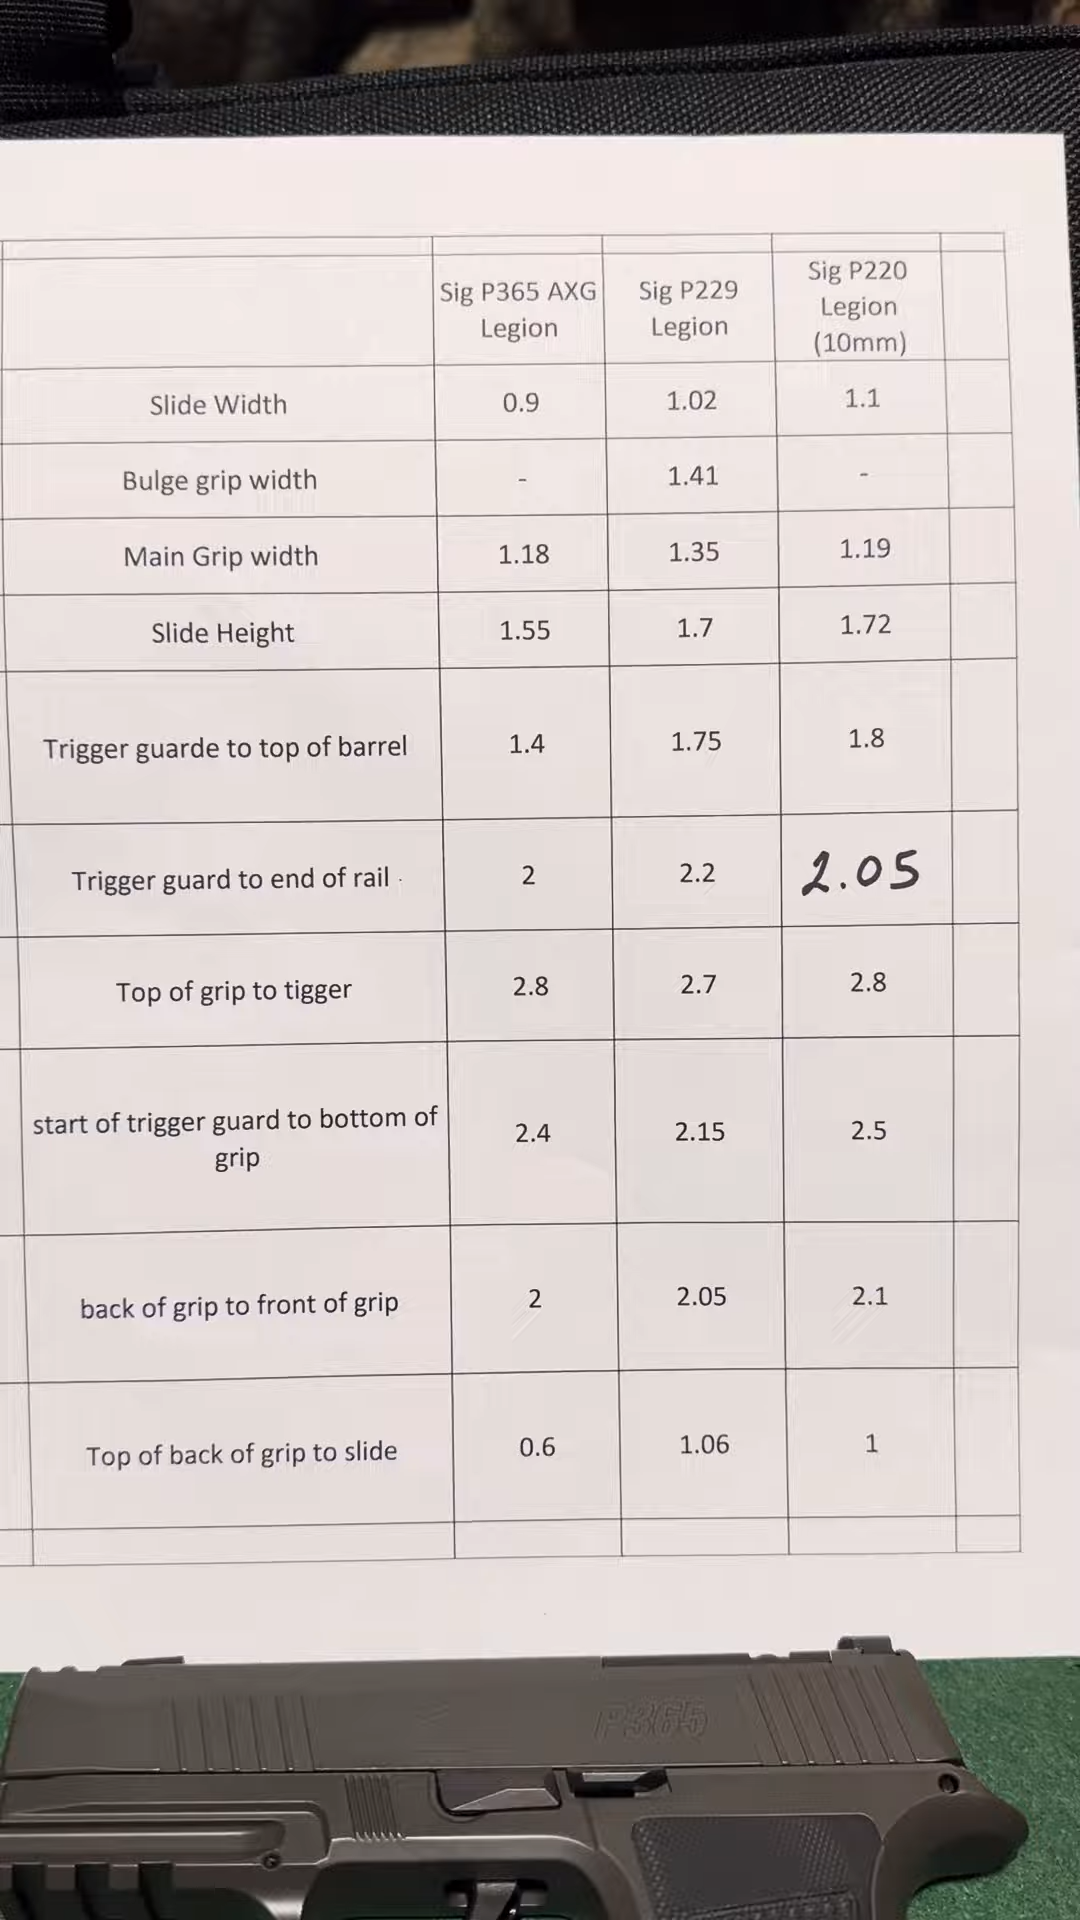 Sig P365 AXG Legion Sig P229 Legion Sig P220 Legion (10mm)
Slide Width 0.9 1.02 1.1
Bulge grip width - 1.41 -
Main Grip width 1.18 1.35 1.19
Slide Height 1.55 1.7 1.72
Trigger guarde to top of barrel 1.4 1.75 1.8
Trigger guard to end of rail 2 2.2 2.05
Top of grip to tigger 2.8 2.7 2.8
start of trigger guard to bottom of grip 2.4 2.15 2.5
back of grip to front of grip 2 2.05 2.1
Top of back of grip to slide 0.6 1.06 1
P365